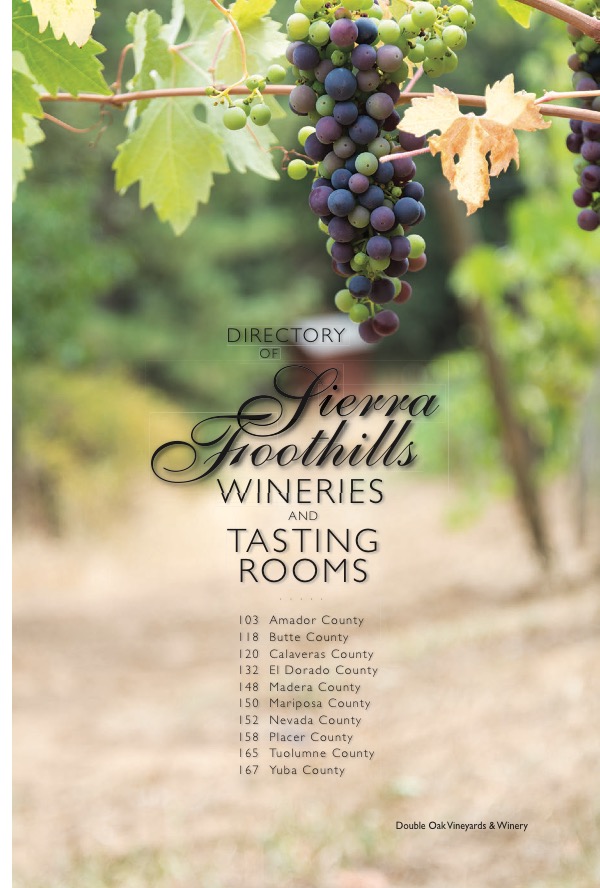 DIRECTORY
OF
Sierra
Foothills
WINERIES
AND
TASTING
ROOMS
. . . . .
103 Amador County
118 Butte County
120 Calaveras County
132 El Dorado County
148 Madera County
150 Mariposa County
152 Nevada County
158 Placer County
165 Tuolumne County
167 Yuba County
Double Oak Vineyards & Winery